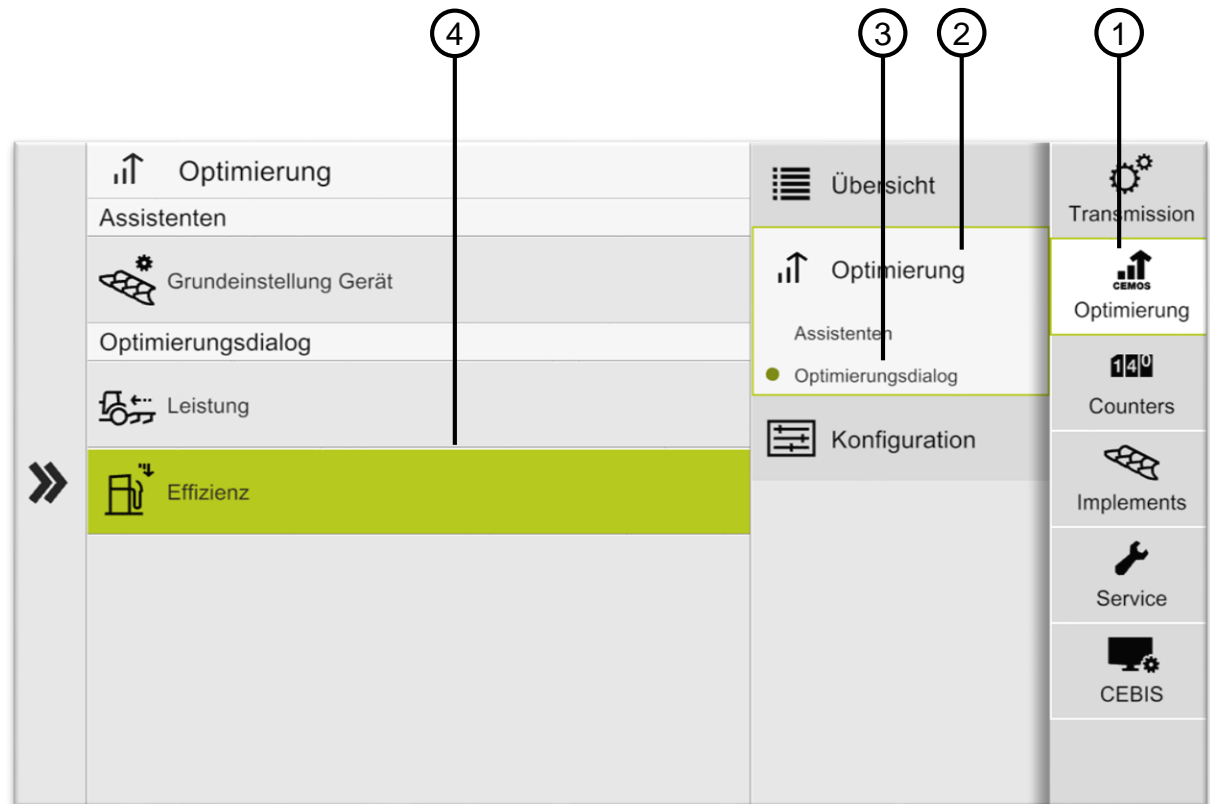 4
3
2
1
Optimierung
Assistenten
Grundeinstellung Gerät
Optimierungsdialog
Leistung
Effizienz
Übersicht
Optimierung
Assistenten
Optimierungsdialog
Konfiguration
Transmission
CEMOS
Optimierung
140
Counters
Implements
Service
CEBIS